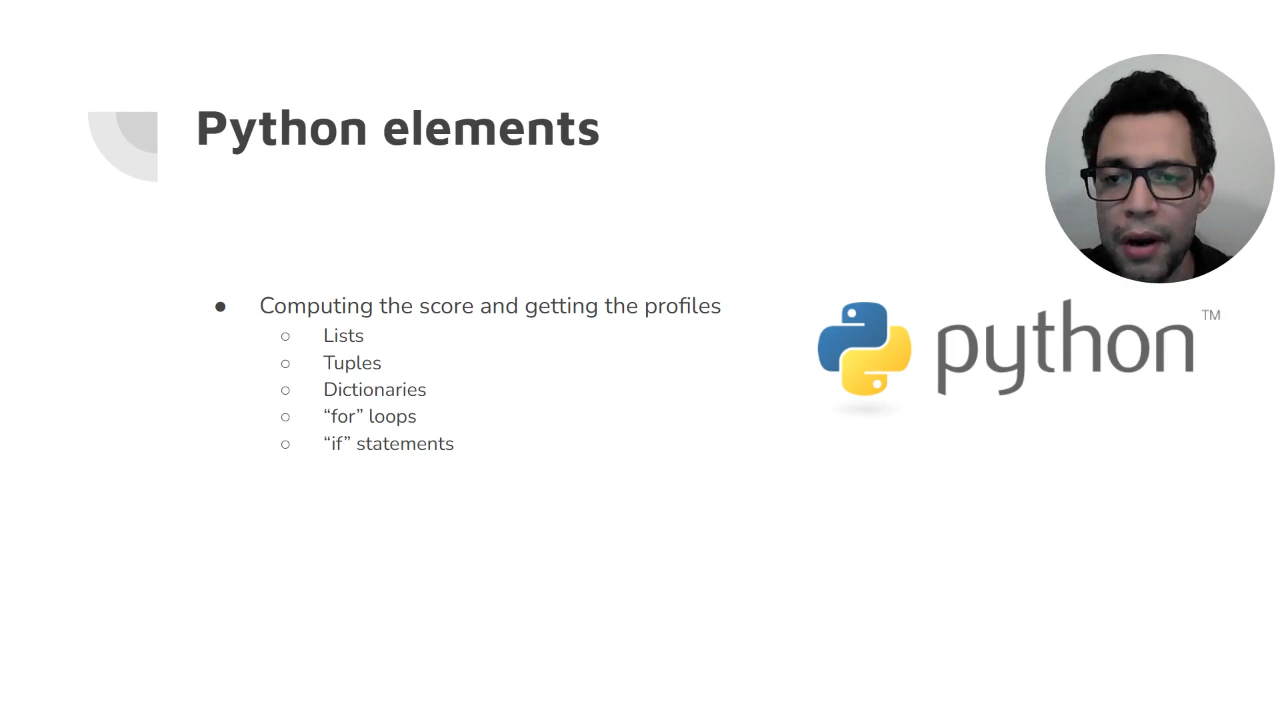 Python elements
● Computing the score and getting the profiles
○ Lists
○ Tuples
○ Dictionaries
○ “for” loops
○ “if” statements
python TM